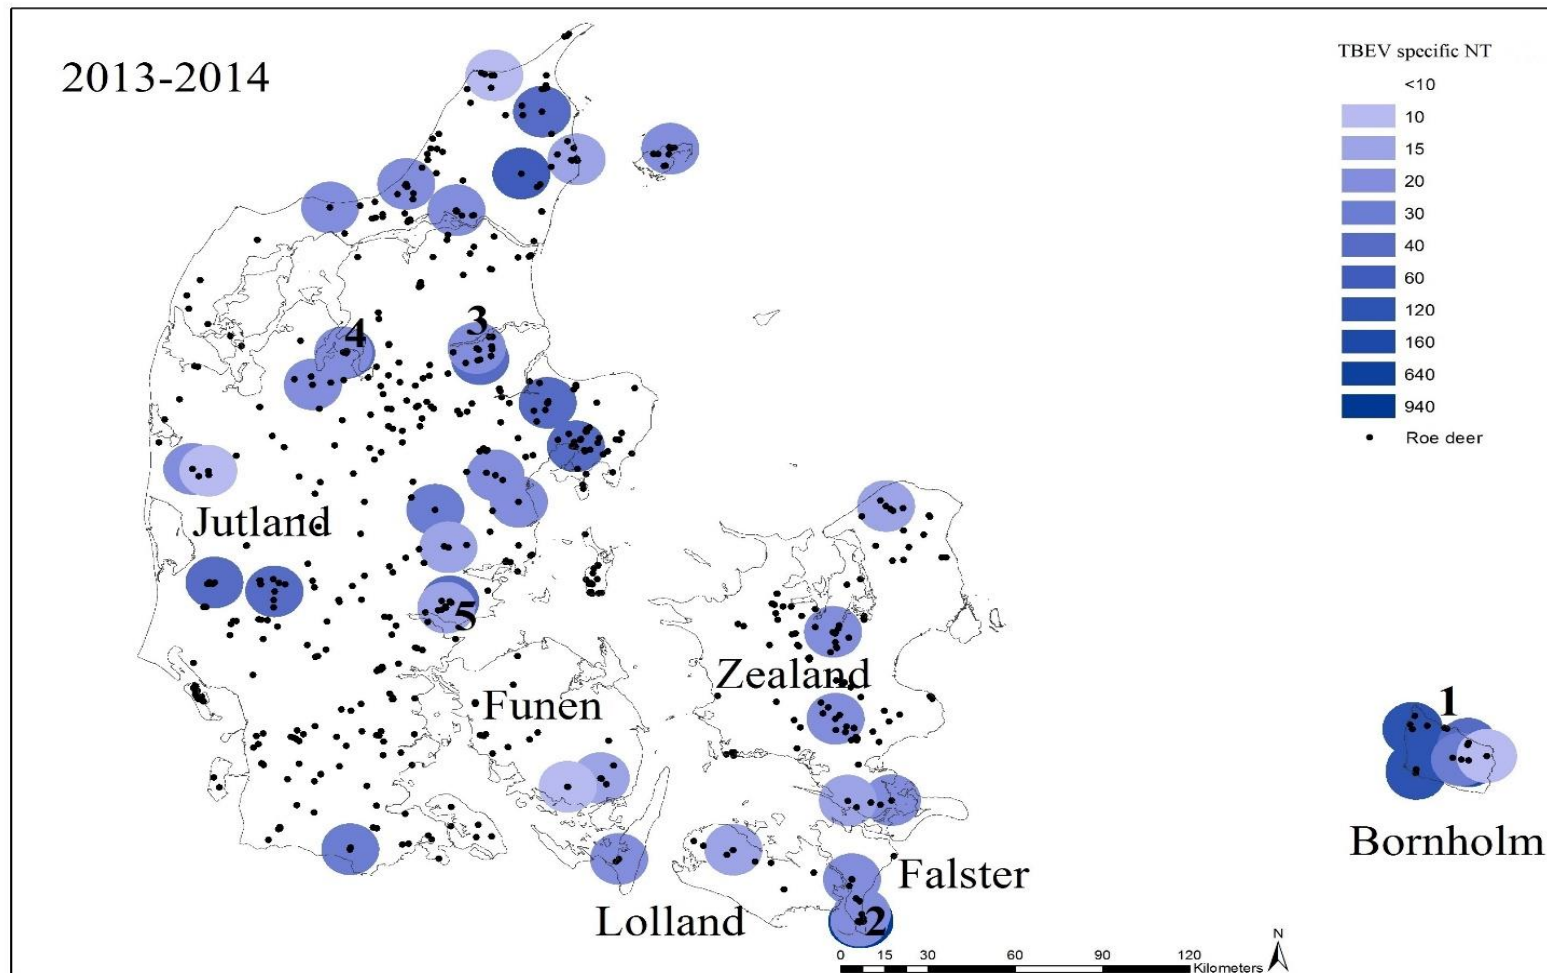 2013-2014
TBEV specific NT
<10
10
15
20
30
40
60
120
160
640
940
Roe deer
4
3
Jutland
5
Zealand
Funen
1
Bornholm
Falster
Lolland
2
N
0 15 30 60 90 120
Kilometers